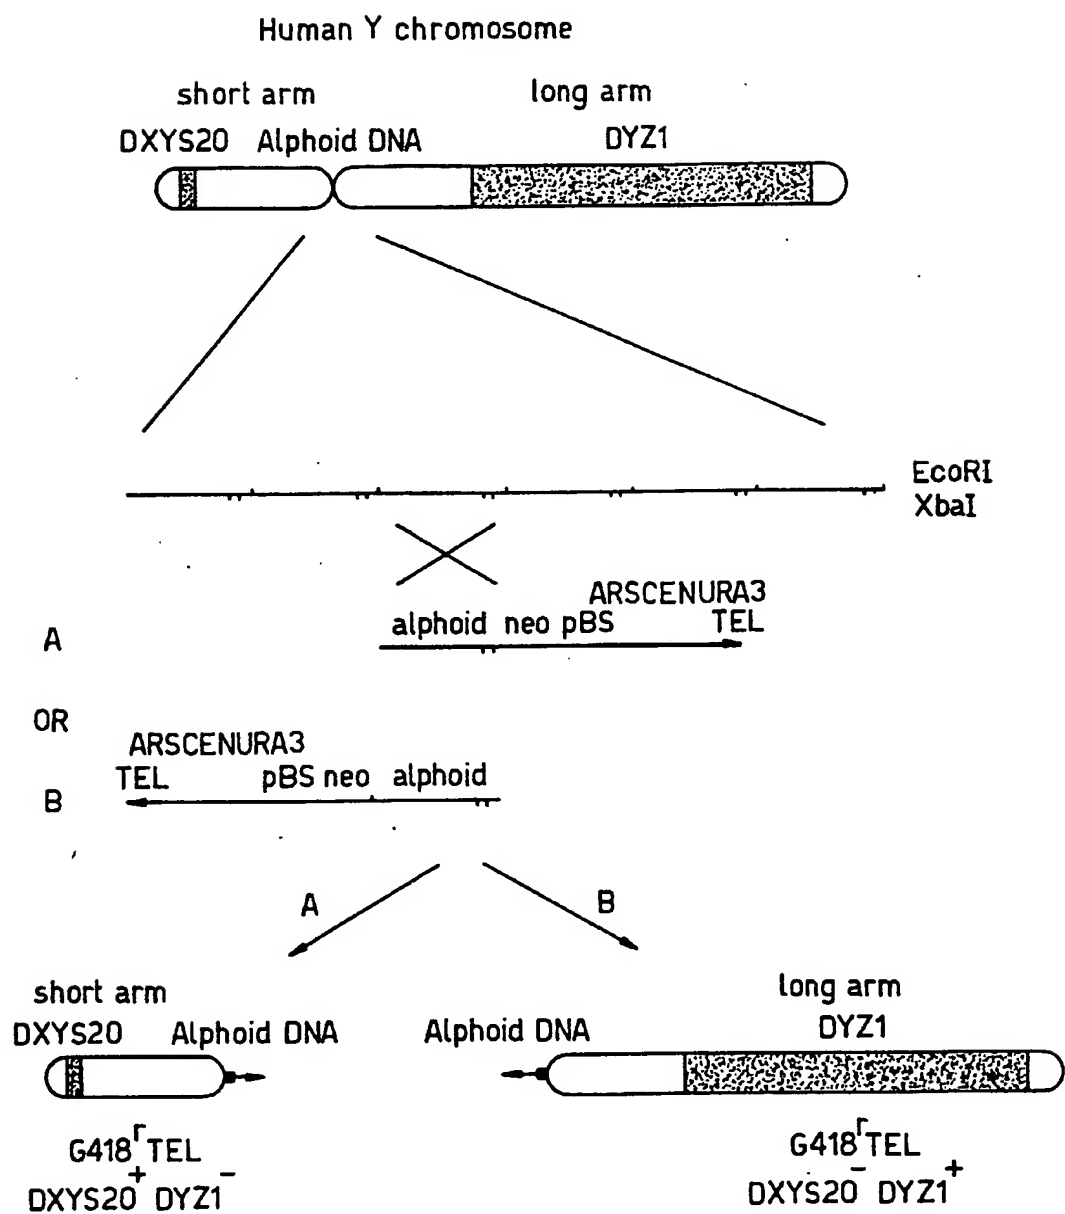 Human Y chromosome
short arm
long arm
DXYS20 Alphoid DNA
DYZ1
EcoRI
XbaI
ARSCENURA3
alphoid neo pBS TEL
A
OR
ARSCENURA3
TEL pBS neo alphoid
B
A
B
short arm
long arm
DXYS20 Alphoid DNA
Alphoid DNA DYZ1
G418r TEL
DXYS20+ DYZ1-
G418r TEL
DXYS20- DYZ1+